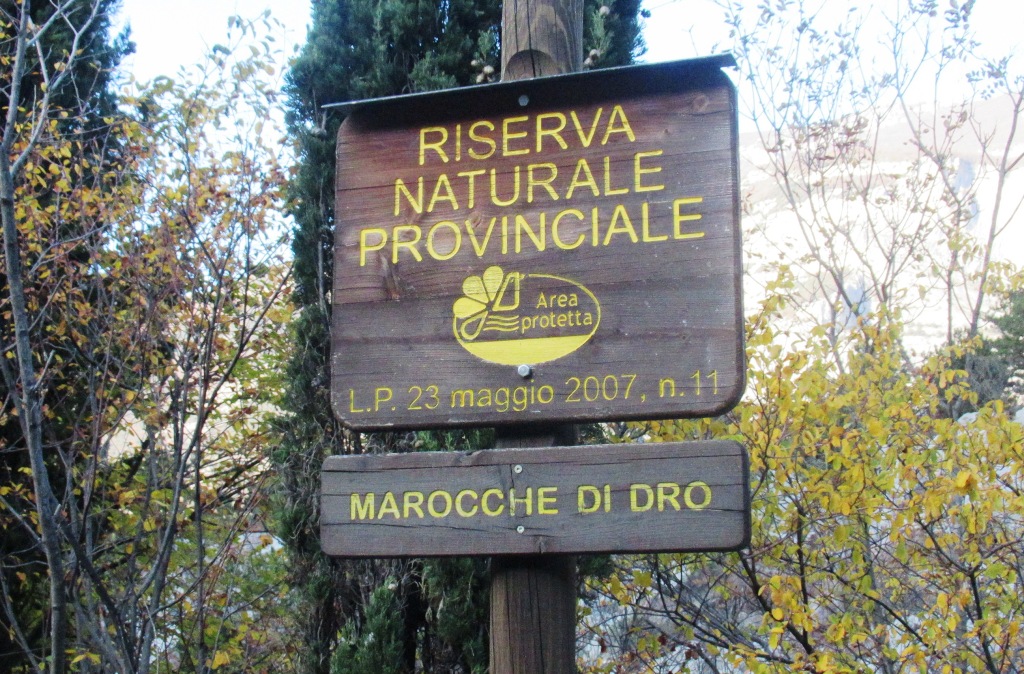 RISERVA
NATURALE
PROVINCIALE
Area
protetta
L.P. 23 maggio 2007, n. 11
MAROCCHE DI DRO